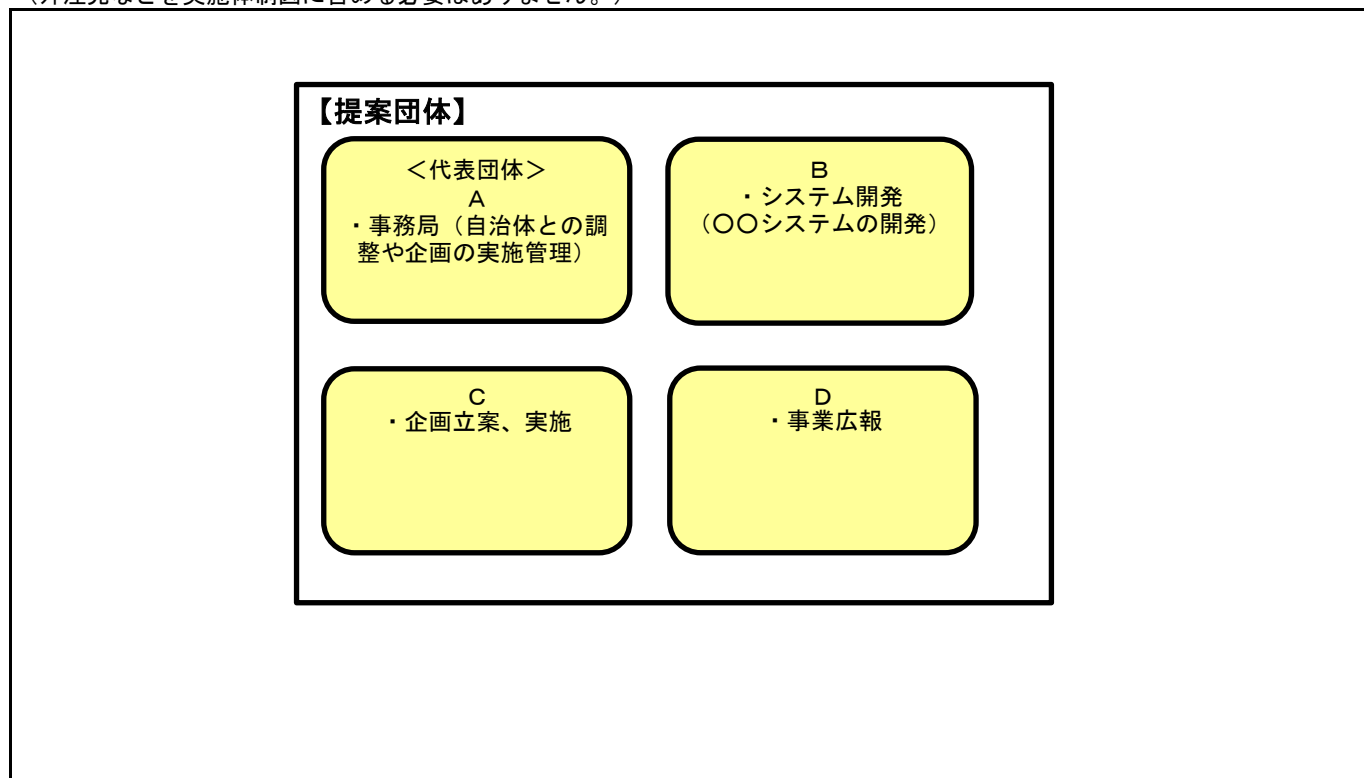 【提案団体】
＜代表団体＞
Ａ
・事務局（自治体との調
整や企画の実施管理）
Ｂ
・システム開発
（〇〇システムの開発）
Ｃ
・企画立案、実施
Ｄ
・事業広報